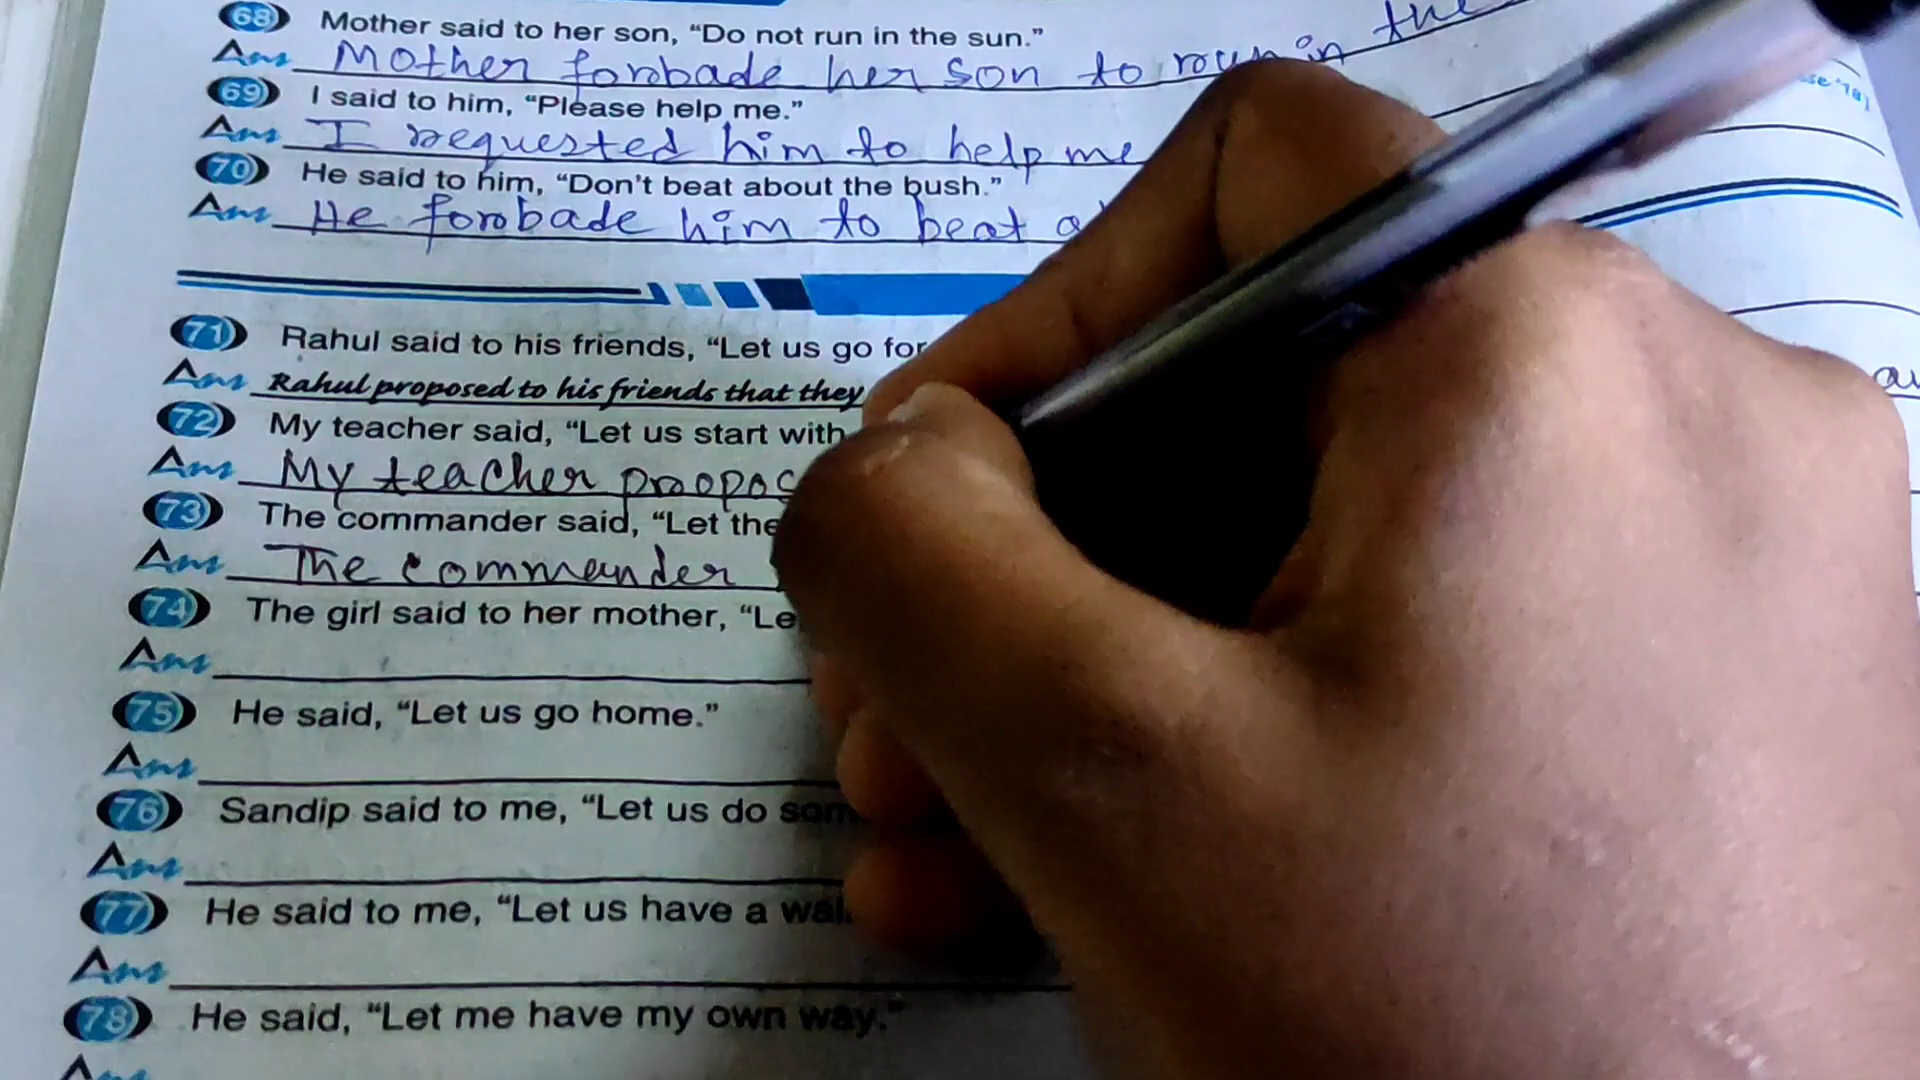 68 Mother said to her son, “Do not run in the sun.”
Ans Mother forbade her son to run in the
69 I said to him, “Please help me.”
Ans I requested him to help me
70 He said to him, “Don't beat about the bush.”
Ans He forbade him to beat
71 Rahul said to his friends, “Let us go for
Ans Rahul proposed to his friends that they
72 My teacher said, “Let us start with
Ans My teacher
73 The commander said, “Let the
Ans The commander
74 The girl said to her mother, “Le
Ans
75 He said, “Let us go home.”
Ans
76 Sandip said to me, “Let us do som
Ans
77 He said to me, “Let us have a wal
Ans
78 He said, “Let me have my own way.”